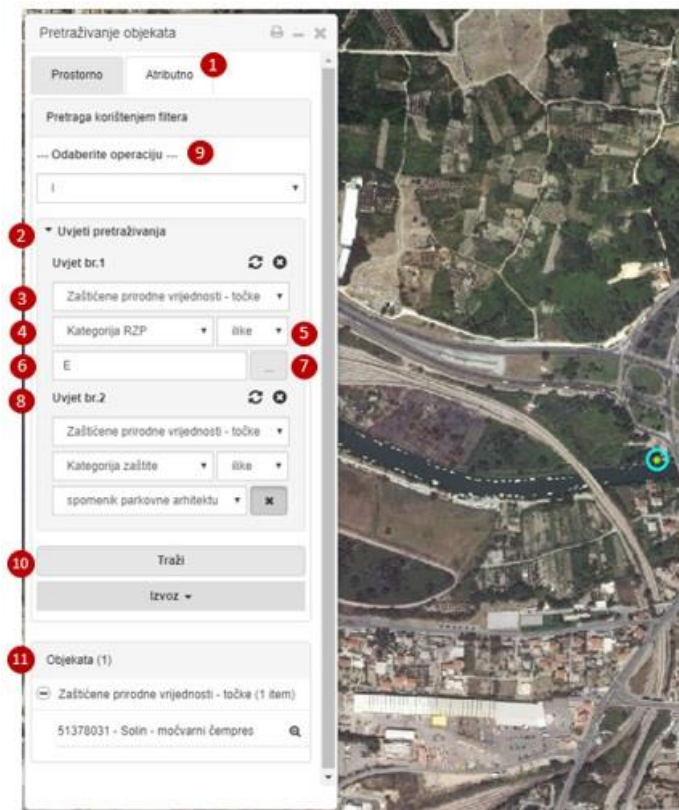 Pretraživanje objekata
Prostorno Atributno 1
Pretraga korištenjem filtera
--- Odaberite operaciju --- 9
I
2 Uvjeti pretraživanja
Uvjet br.1
3 Zaštićene prirodne vrijednosti - točke
4 Kategorija RZP ilike 5
6 E ... 7
8 Uvjet br.2
Zaštićene prirodne vrijednosti - točke
Kategorija zaštite ilike
spomenik parkovne arhitektu
10 Traži
Izvoz
11 Objekata (1)
Zaštićene prirodne vrijednosti - točke (1 item)
51378031 - Solin - močvarni čempres